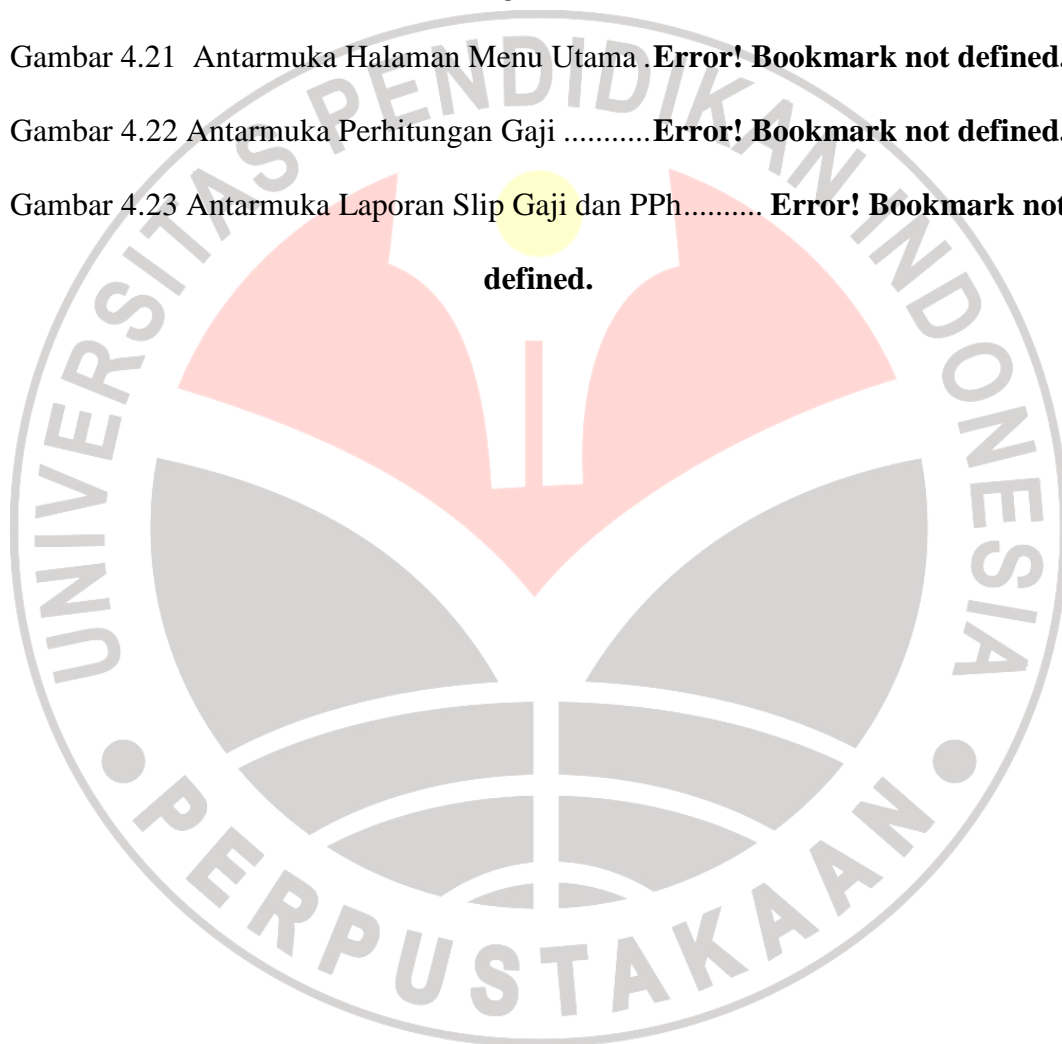 Gambar 4.21  Antarmuka Halaman Menu Utama .Error! Bookmark not defined.
Gambar 4.22 Antarmuka Perhitungan Gaji ...........Error! Bookmark not defined.
Gambar 4.23 Antarmuka Laporan Slip Gaji dan PPh.......... Error! Bookmark not
defined.
UNIVERSITAS PENDIDIKAN INDONESIA
PERPUSTAKAAN